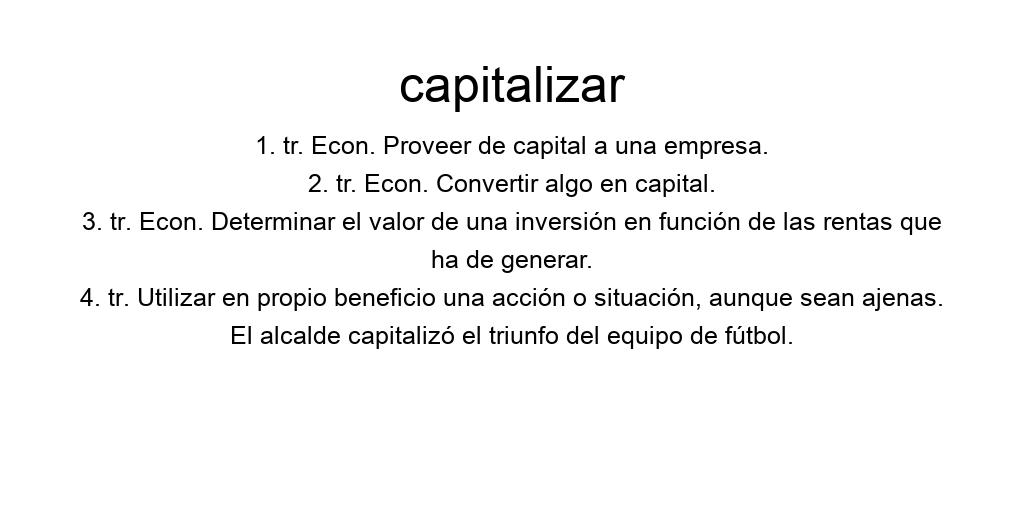 capitalizar
1. tr. Econ. Proveer de capital a una empresa.
2. tr. Econ. Convertir algo en capital.
3. tr. Econ. Determinar el valor de una inversión en función de las rentas que
ha de generar.
4. tr. Utilizar en propio beneficio una acción o situación, aunque sean ajenas.
El alcalde capitalizó el triunfo del equipo de fútbol.